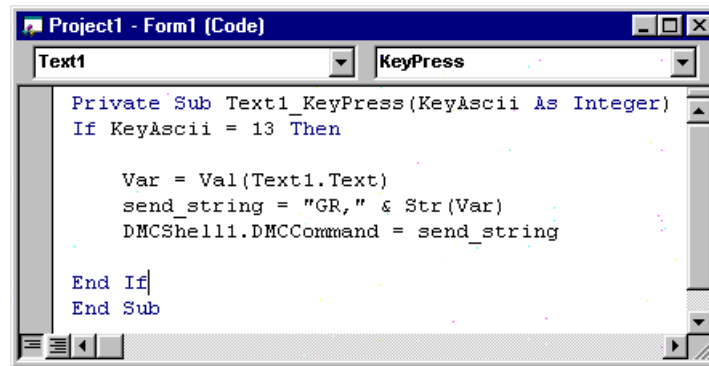 Project1 - Form1 (Code)
Text1 KeyPress
Private Sub Text1_KeyPress(KeyAscii As Integer)
If KeyAscii = 13 Then
Var = Val(Text1.Text)
send_string = "GR," & Str(Var)
DMCShell1.DMCCommand = send_string
End If
End Sub